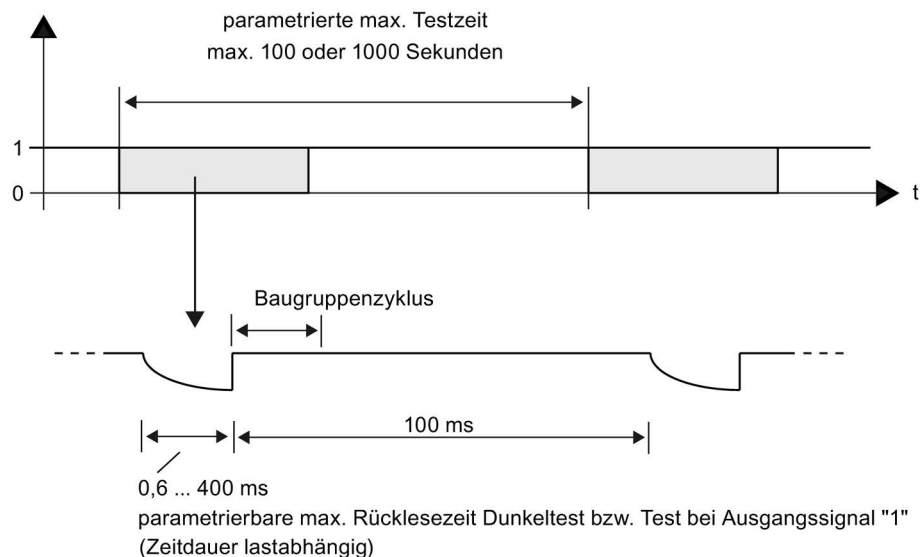 parametrierte max. Testzeit
max. 100 oder 1000 Sekunden
1
0
t
Baugruppenzyklus
100 ms
0,6 ... 400 ms
parametrierbare max. Rücklesezeit Dunkeltest bzw. Test bei Ausgangssignal "1"
(Zeitdauer lastabhängig)